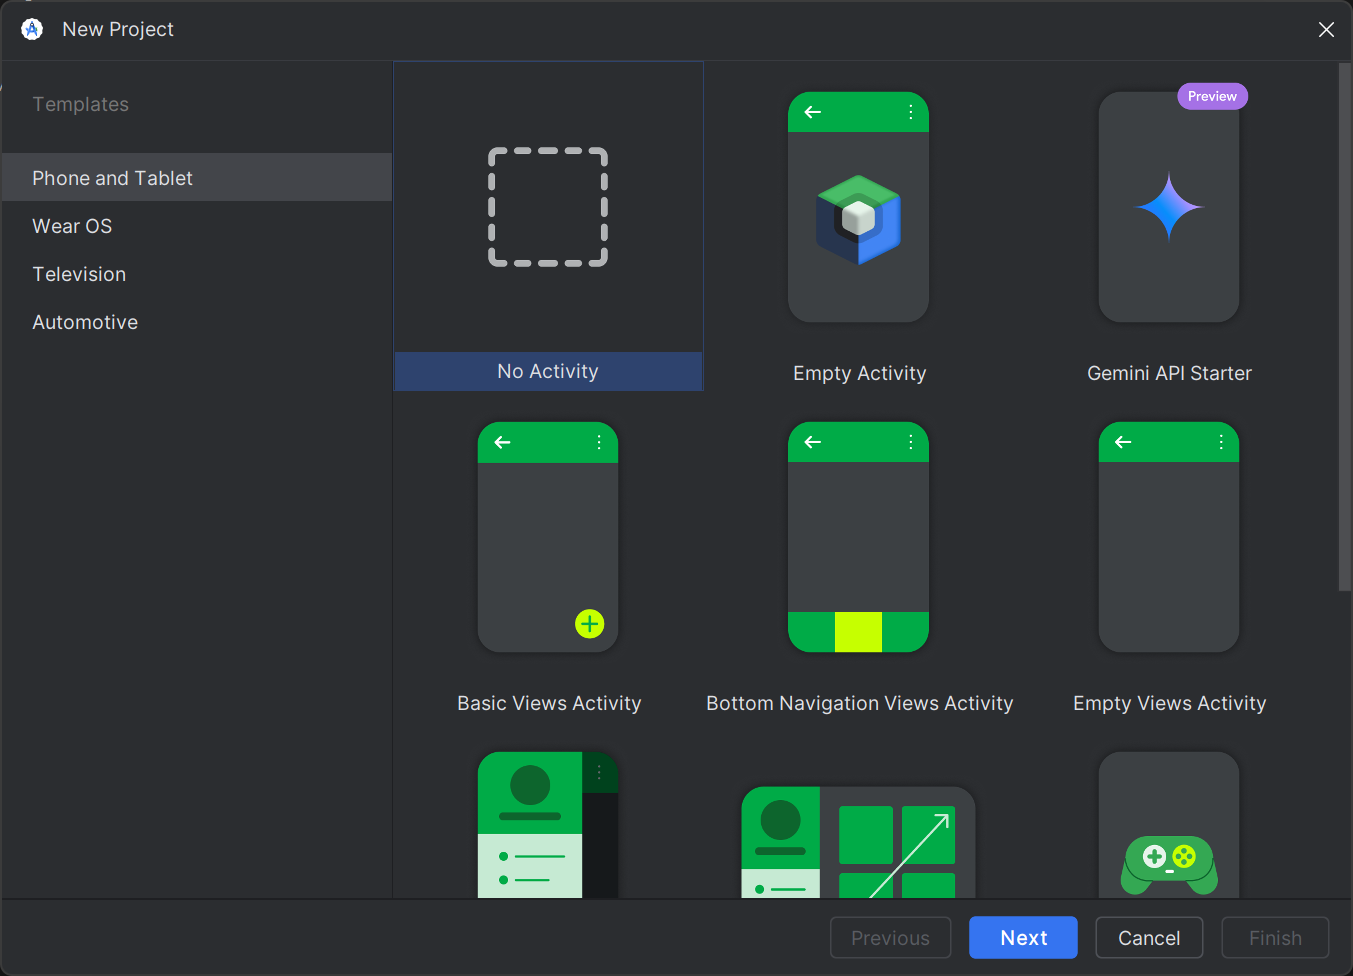 New Project
Templates
Phone and Tablet
Wear OS
Television
Automotive
No Activity
Empty Activity
Preview
Gemini API Starter
Basic Views Activity
Bottom Navigation Views Activity
Empty Views Activity
Previous
Next
Cancel
Finish